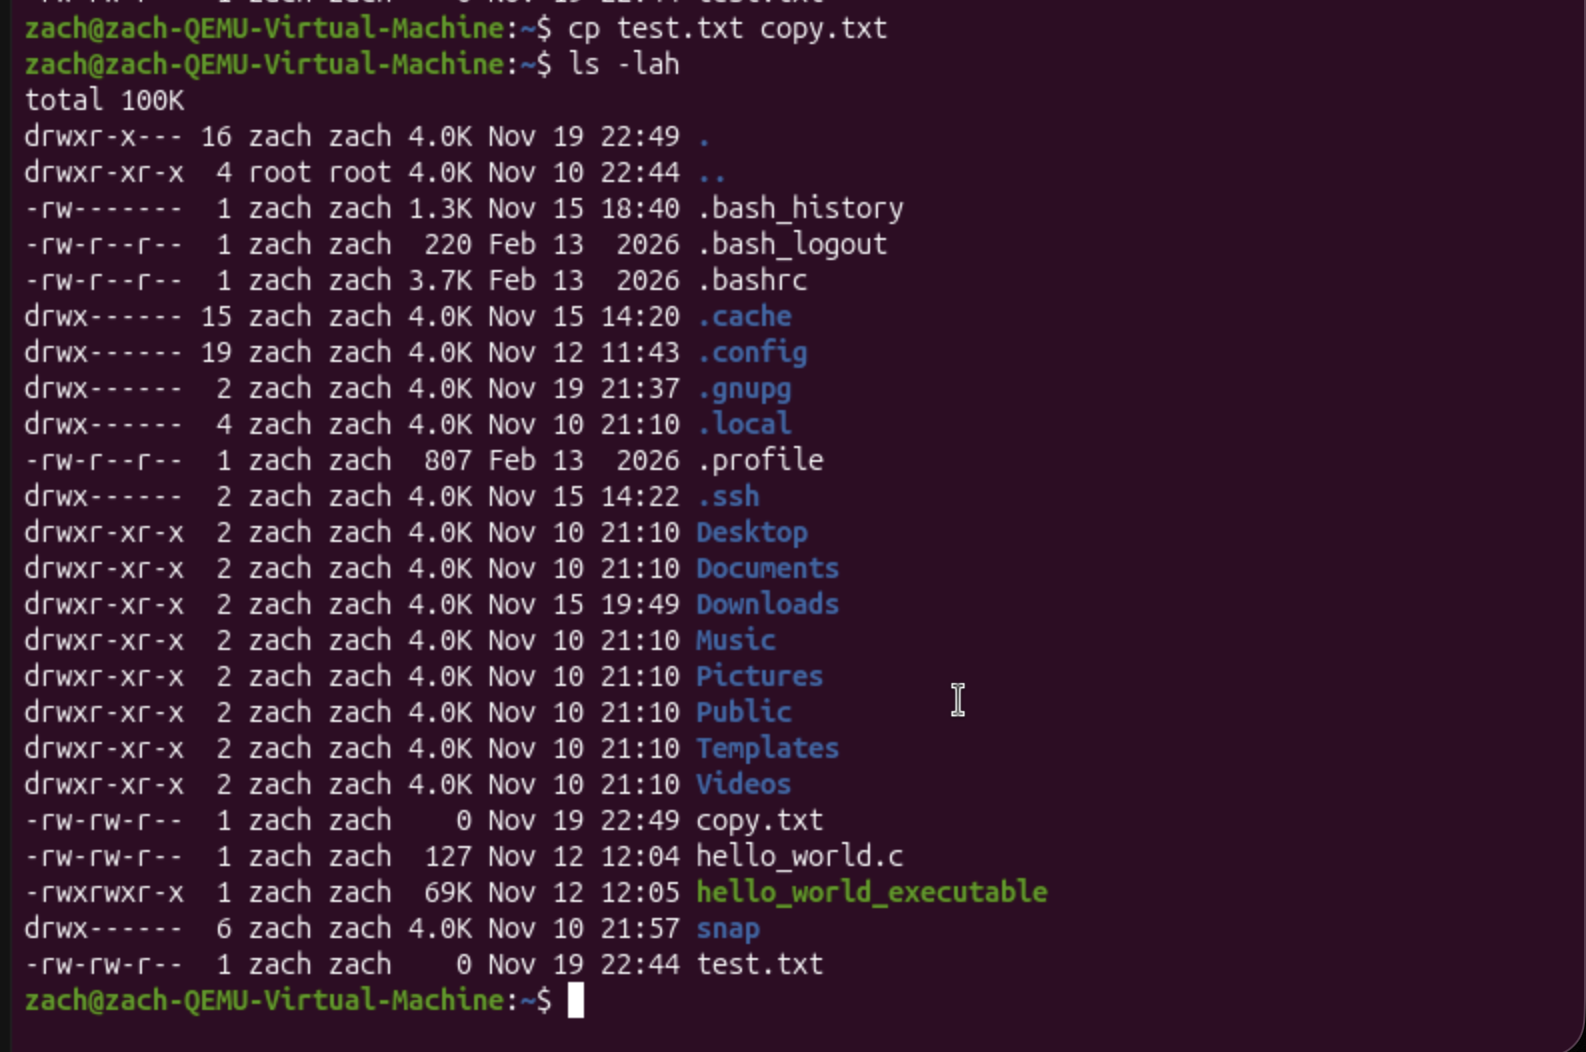 zach@zach-QEMU-Virtual-Machine:~$ cp test.txt copy.txt
zach@zach-QEMU-Virtual-Machine:~$ ls -lah
total 100K
drwxr-x--- 16 zach zach 4.0K Nov 19 22:49 .
drwxr-xr-x  4 root root 4.0K Nov 10 22:44 ..
-rw-------  1 zach zach 1.3K Nov 15 18:40 .bash_history
-rw-r--r--  1 zach zach  220 Feb 13  2026 .bash_logout
-rw-r--r--  1 zach zach 3.7K Feb 13  2026 .bashrc
drwx------ 15 zach zach 4.0K Nov 15 14:20 .cache
drwx------ 19 zach zach 4.0K Nov 12 11:43 .config
drwx------  2 zach zach 4.0K Nov 19 21:37 .gnupg
drwx------  4 zach zach 4.0K Nov 10 21:10 .local
-rw-r--r--  1 zach zach  807 Feb 13  2026 .profile
drwx------  2 zach zach 4.0K Nov 15 14:22 .ssh
drwxr-xr-x  2 zach zach 4.0K Nov 10 21:10 Desktop
drwxr-xr-x  2 zach zach 4.0K Nov 10 21:10 Documents
drwxr-xr-x  2 zach zach 4.0K Nov 15 19:49 Downloads
drwxr-xr-x  2 zach zach 4.0K Nov 10 21:10 Music
drwxr-xr-x  2 zach zach 4.0K Nov 10 21:10 Pictures
drwxr-xr-x  2 zach zach 4.0K Nov 10 21:10 Public
drwxr-xr-x  2 zach zach 4.0K Nov 10 21:10 Templates
drwxr-xr-x  2 zach zach 4.0K Nov 10 21:10 Videos
-rw-rw-r--  1 zach zach    0 Nov 19 22:49 copy.txt
-rw-rw-r--  1 zach zach  127 Nov 12 12:04 hello_world.c
-rwxrwxr-x  1 zach zach  69K Nov 12 12:05 hello_world_executable
drwx------  6 zach zach 4.0K Nov 10 21:57 snap
-rw-rw-r--  1 zach zach    0 Nov 19 22:44 test.txt
zach@zach-QEMU-Virtual-Machine:~$